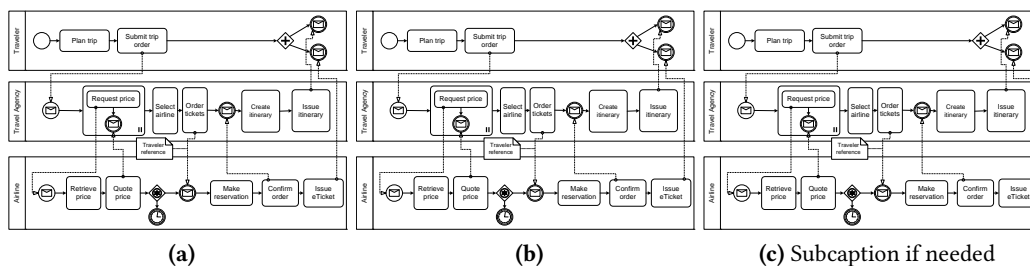 Traveler
Plan trip
Submit trip
order
Travel Agency
Request price
Select
airline
Order
tickets
Create
itinerary
Issue
itinerary
Traveler
reference
Airline
Retrieve
price
Quote
price
Make
reservation
Confirm
order
Issue
eTicket
(a)
Traveler
Plan trip
Submit trip
order
Travel Agency
Request price
Select
airline
Order
tickets
Create
itinerary
Issue
itinerary
Traveler
reference
Airline
Retrieve
price
Quote
price
Make
reservation
Confirm
order
Issue
eTicket
(b)
Traveler
Plan trip
Submit trip
order
Travel Agency
Request price
Select
airline
Order
tickets
Create
itinerary
Issue
itinerary
Traveler
reference
Airline
Retrieve
price
Quote
price
Make
reservation
Confirm
order
Issue
eTicket
(c) Subcaption if needed